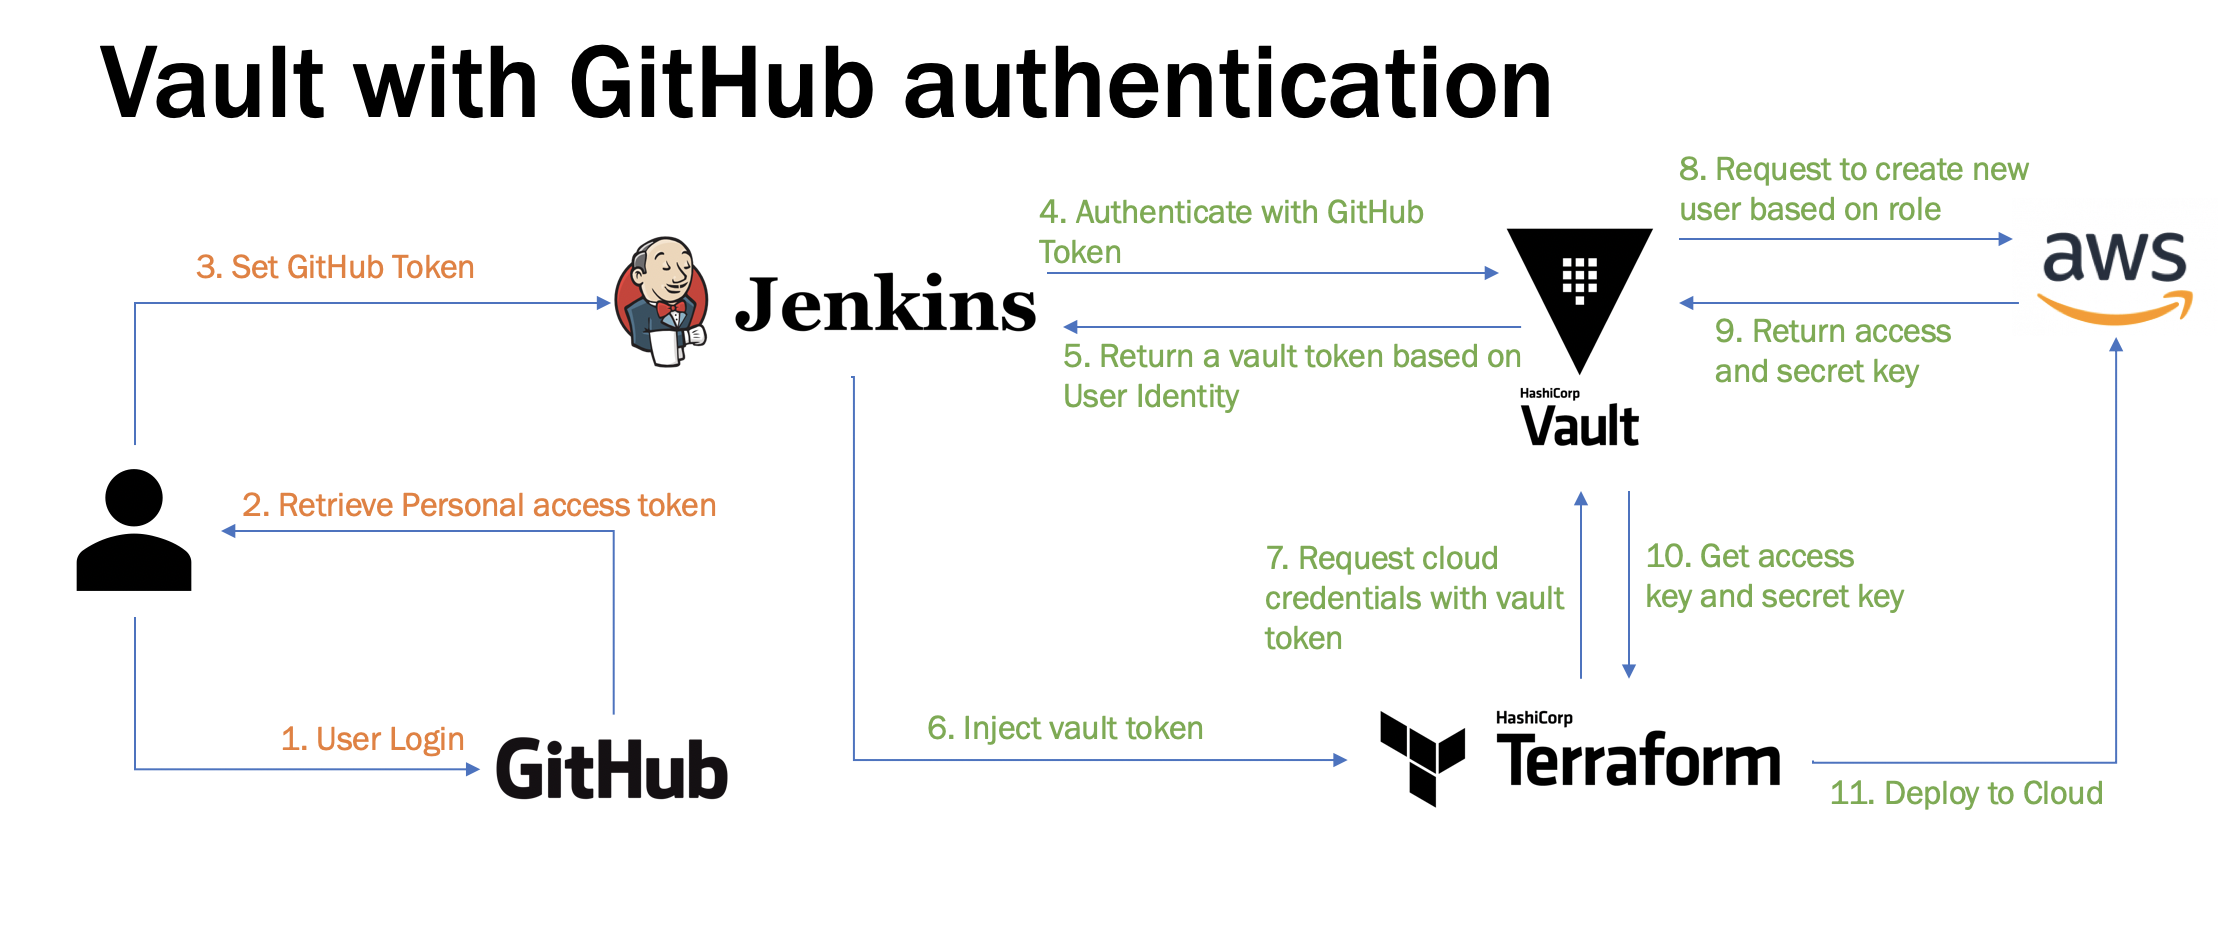 Vault with GitHub authentication
8. Request to create new
user based on role
4. Authenticate with GitHub
Token
3. Set GitHub Token
Jenkins
aws
5. Return a vault token based on
User Identity
9. Return access
and secret key
HashiCorp
Vault
2. Retrieve Personal access token
7. Request cloud
credentials with vault
token
10. Get access
key and secret key
1. User Login
GitHub
6. Inject vault token
HashiCorp
Terraform
11. Deploy to Cloud